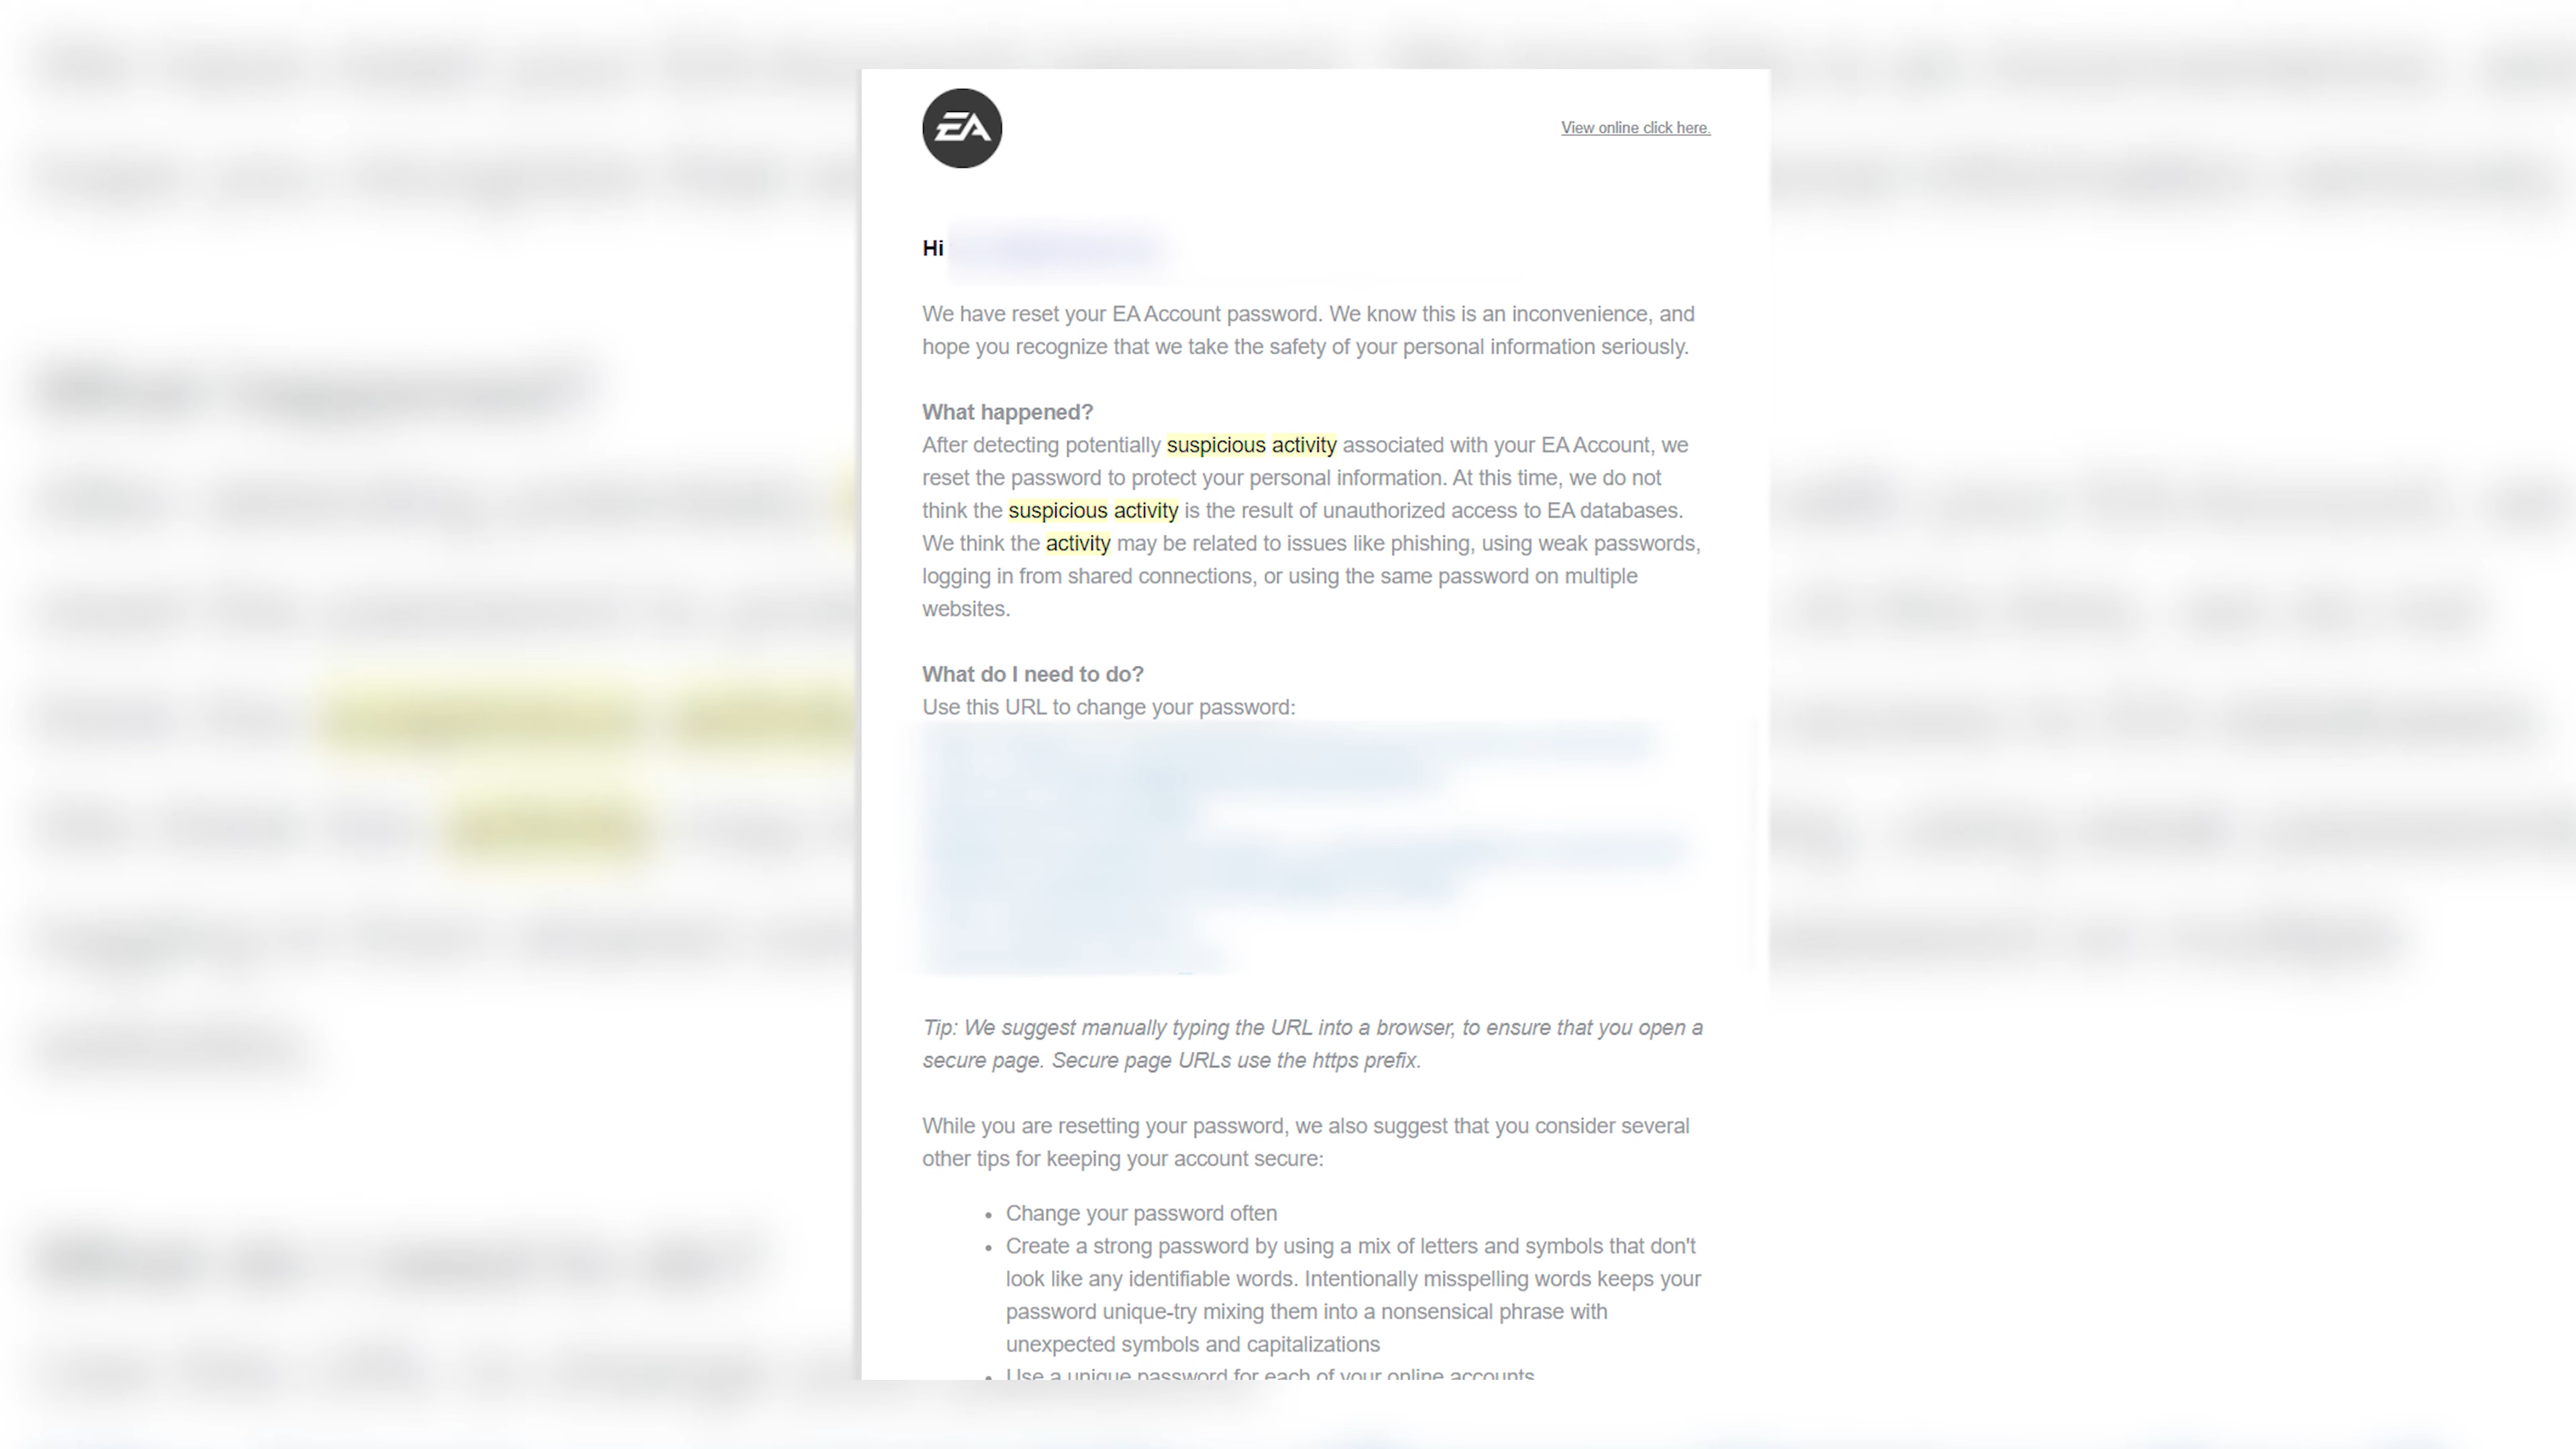 EA
View online click here.
Hi
We have reset your EA Account password. We know this is an inconvenience, and
hope you recognize that we take the safety of your personal information seriously.
What happened?
After detecting potentially suspicious activity associated with your EA Account, we
reset the password to protect your personal information. At this time, we do not
think the suspicious activity is the result of unauthorized access to EA databases.
We think the activity may be related to issues like phishing, using weak passwords,
logging in from shared connections, or using the same password on multiple
websites.
What do I need to do?
Use this URL to change your password:
Tip: We suggest manually typing the URL into a browser, to ensure that you open a
secure page. Secure page URLs use the https prefix.
While you are resetting your password, we also suggest that you consider several
other tips for keeping your account secure:
• Change your password often
• Create a strong password by using a mix of letters and symbols that don't
look like any identifiable words. Intentionally misspelling words keeps your
password unique-try mixing them into a nonsensical phrase with
unexpected symbols and capitalizations
• Use a unique password for each of your online accounts